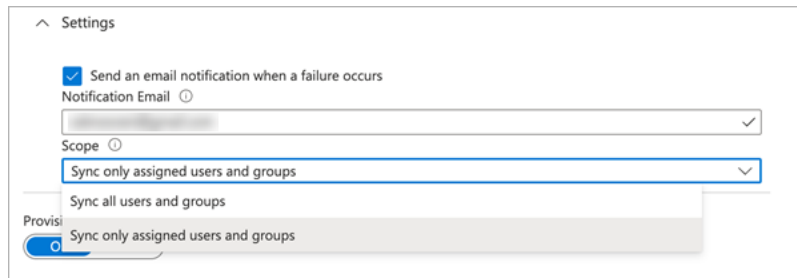 Settings
Send an email notification when a failure occurs
Notification Email
Scope
Sync only assigned users and groups
Sync all users and groups
Sync only assigned users and groups